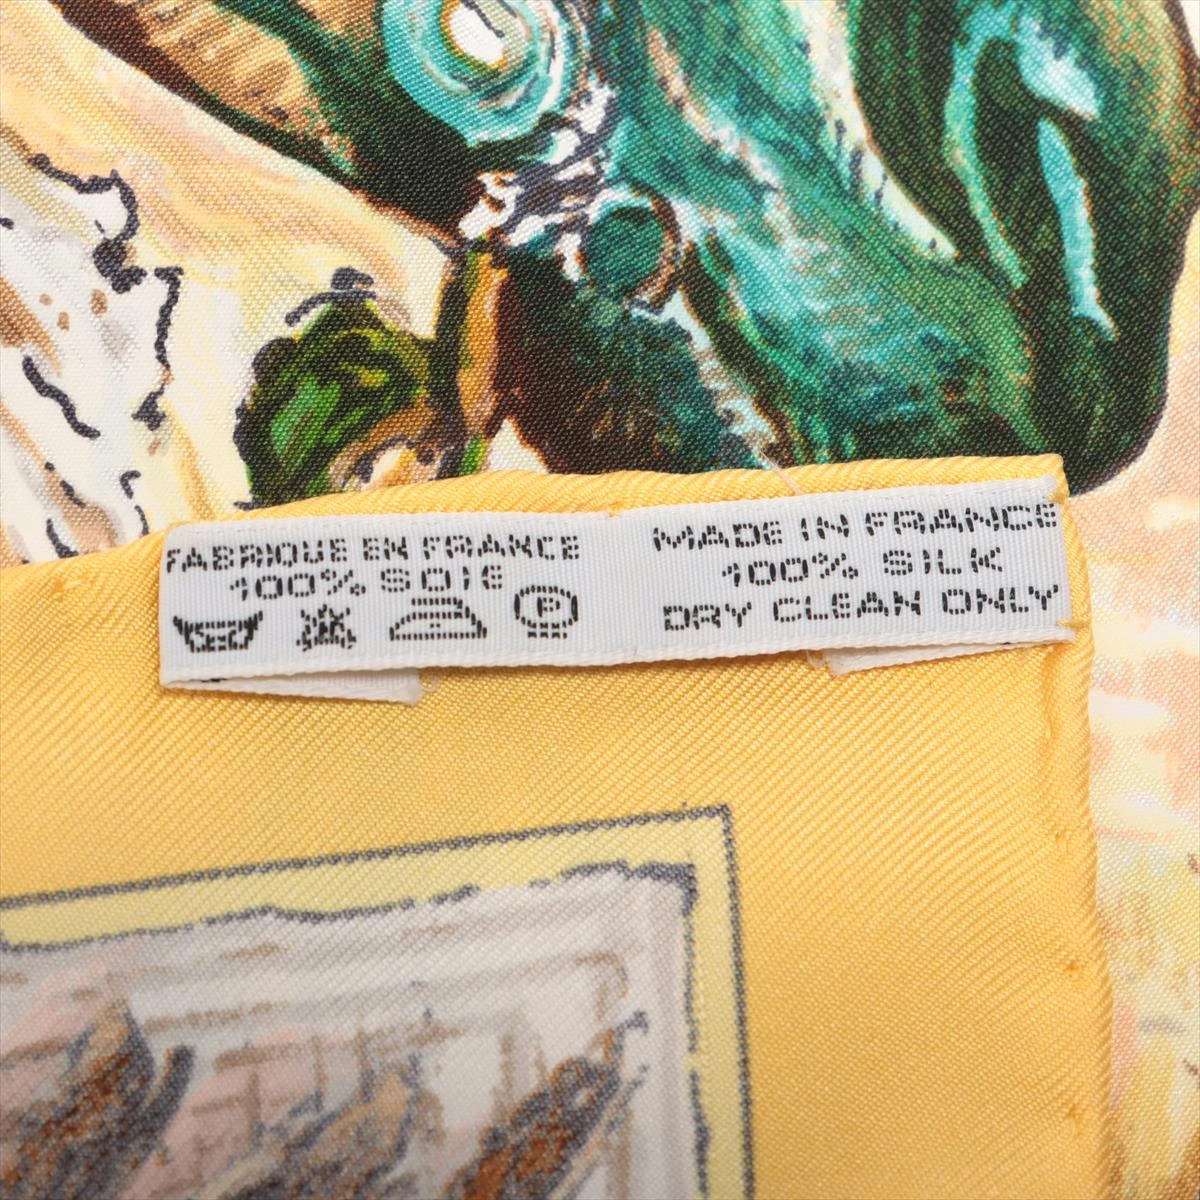 FABRIQUE EN FRANCE
100% SOIE
P
MADE IN FRANCE
100% SILK
DRY CLEAN ONLY